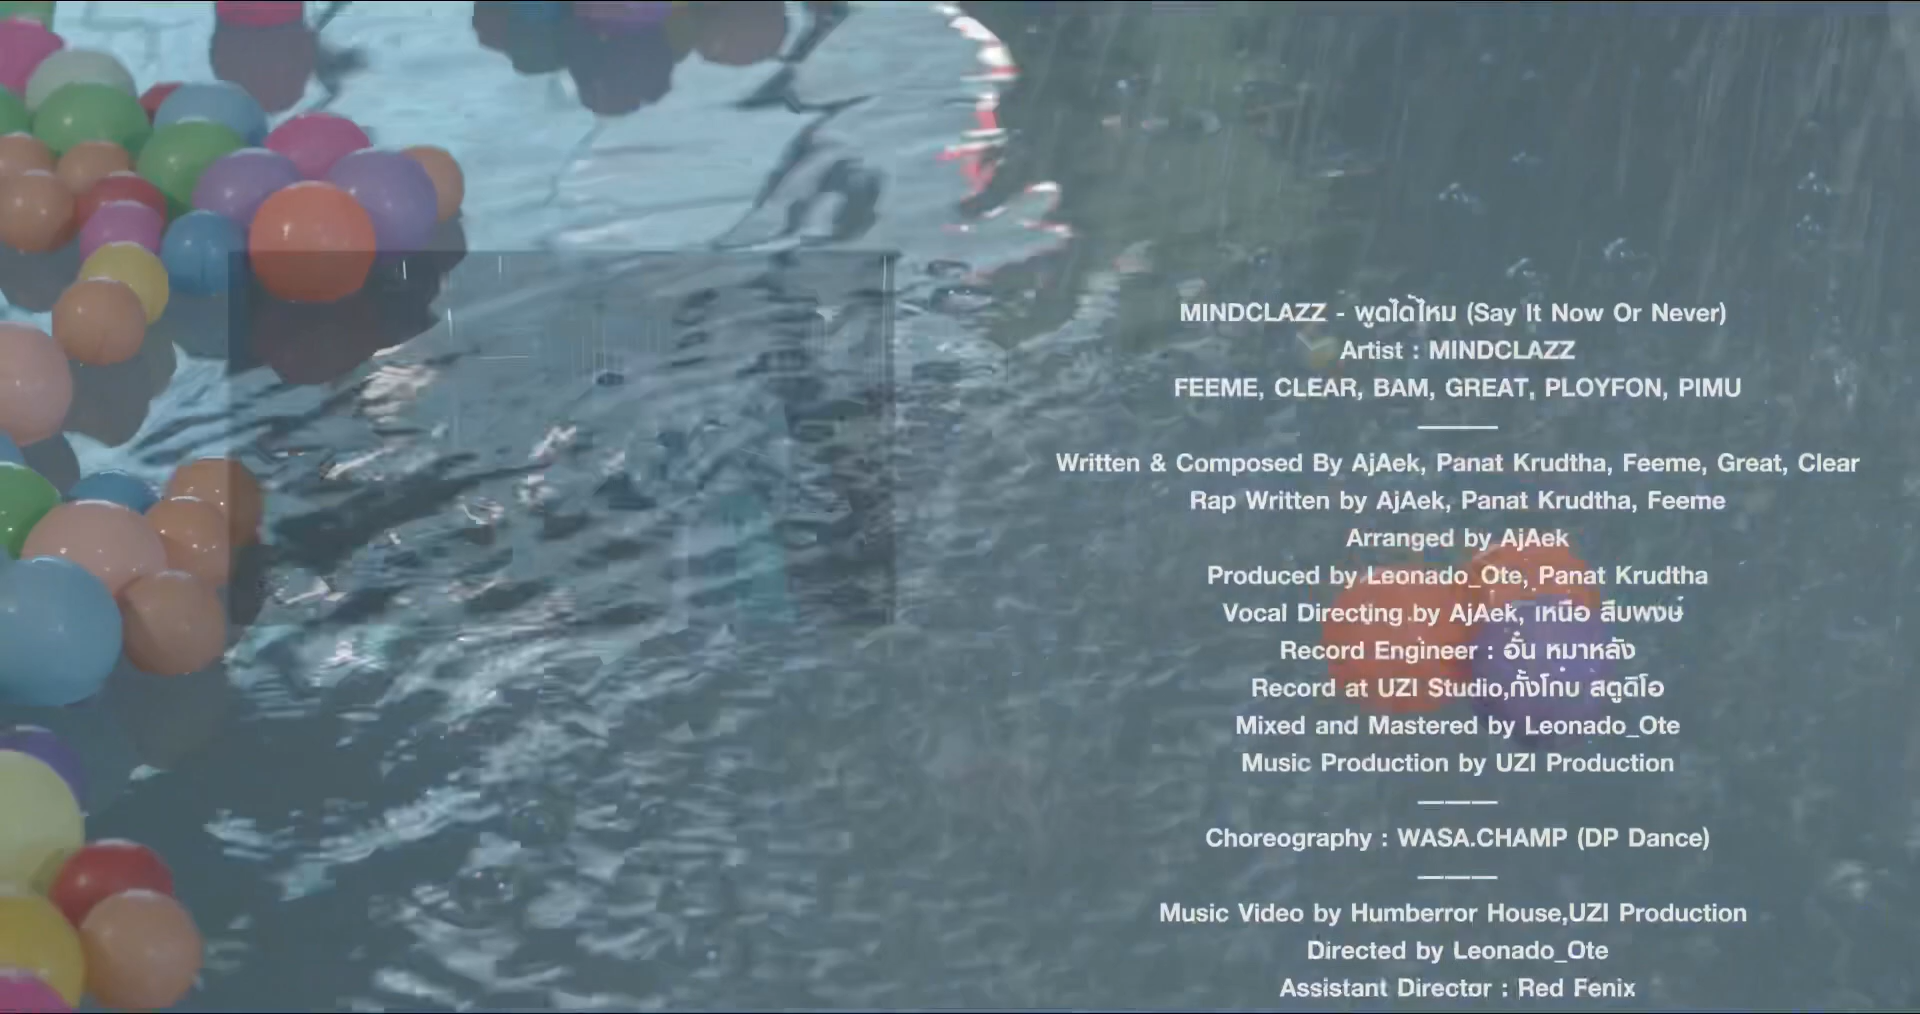 MINDCLAZZ - พูดได้ไหม (Say It Now Or Never)
Artist : MINDCLAZZ
FEEME, CLEAR, BAM, GREAT, PLOYFON, PIMU
Written & Composed By AjAek, Panat Krudtha, Feeme, Great, Clear
Rap Written by AjAek, Panat Krudtha, Feeme
Arranged by AjAek
Produced by Leonado_Ote, Panat Krudtha
Vocal Directing by AjAek, เหนือ สืบพงษ์
Record Engineer : อั๋น หมาหลัง
Record at UZI Studio,กั้งโกบ สตูดิโอ
Mixed and Mastered by Leonado_Ote
Music Production by UZI Production
Choreography : WASA.CHAMP (DP Dance)
Music Video by Humberror House,UZI Production
Directed by Leonado_Ote
Assistant Director : Red Fenix